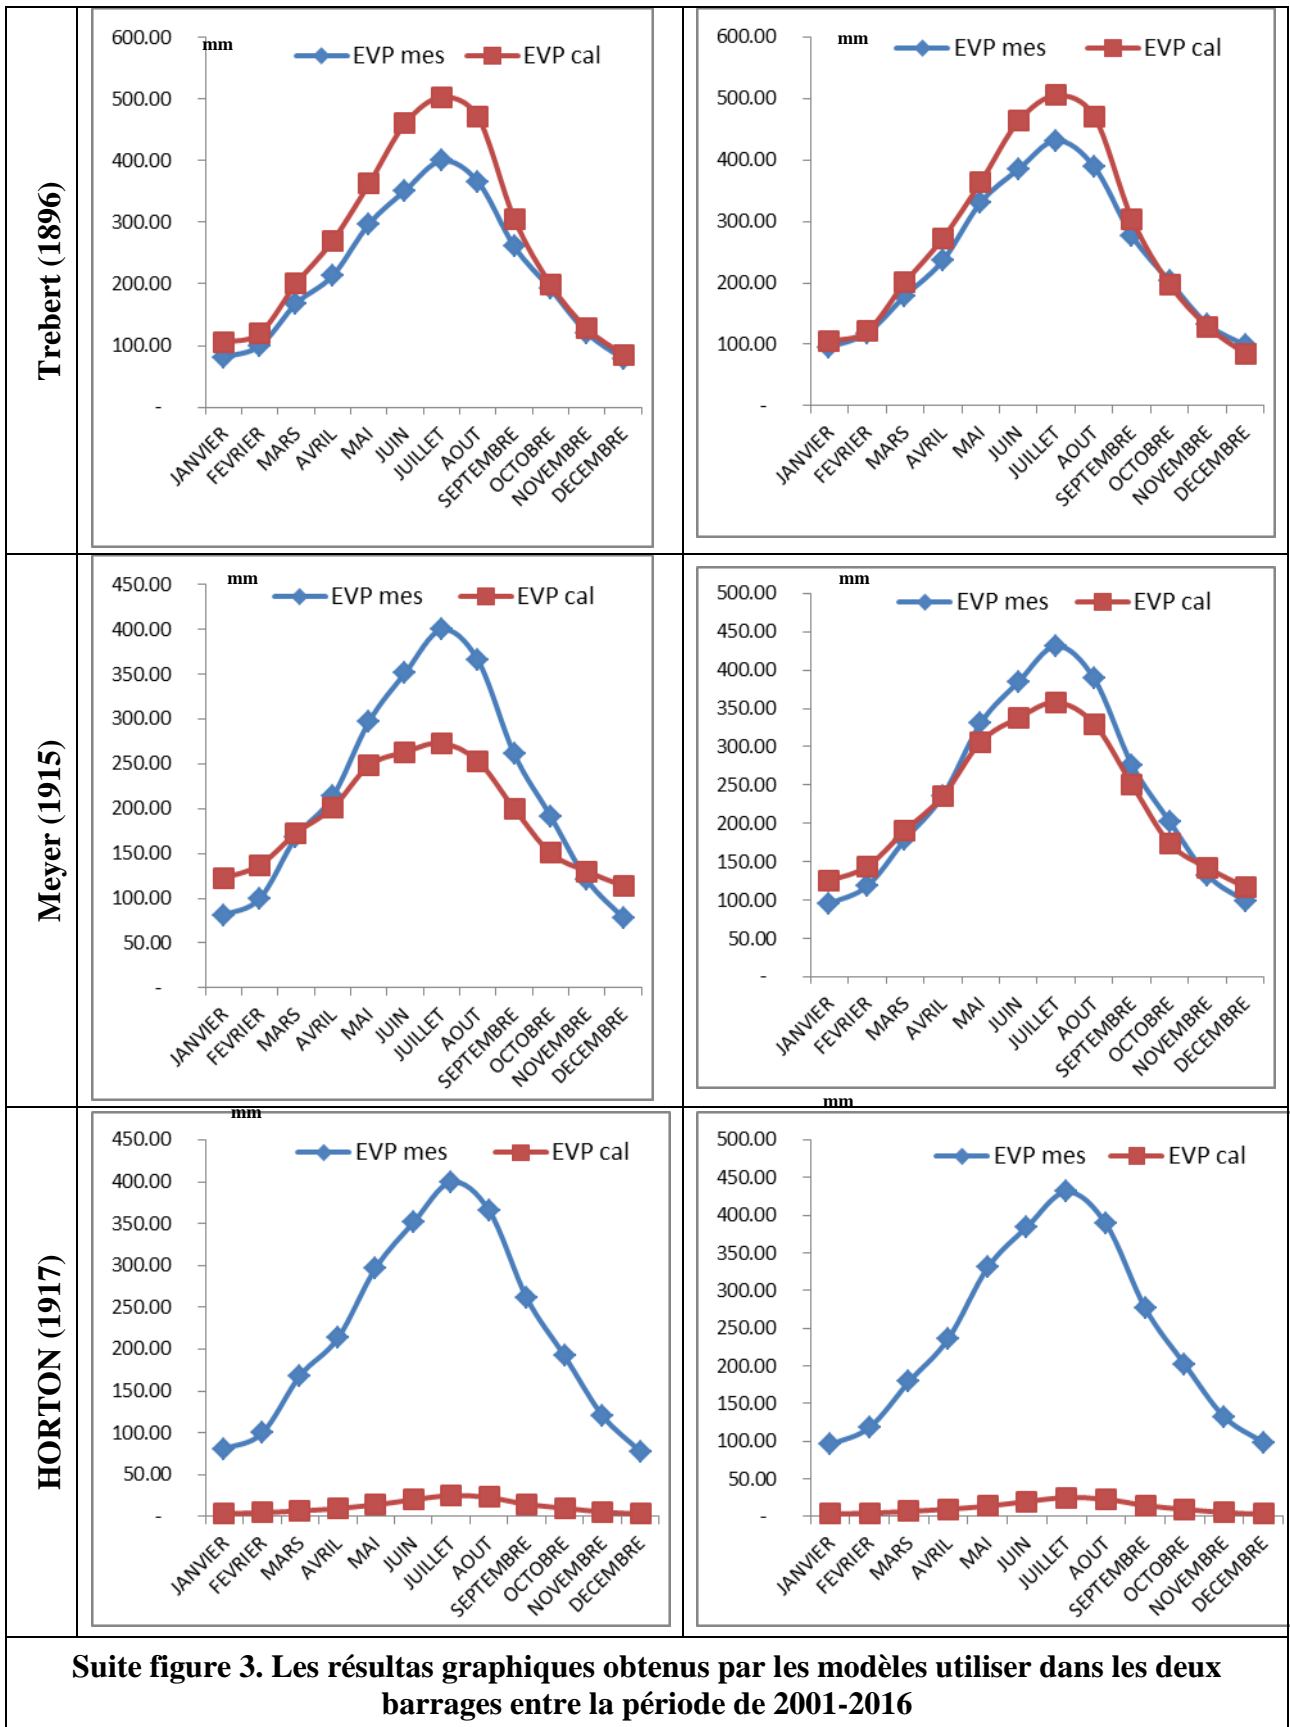 Trebert (1896)
mm
EVP mes
EVP cal
600.00
500.00
400.00
300.00
200.00
100.00
-
JANVIER
FEVRIER
MARS
AVRIL
MAI
JUIN
JUILLET
AOUT
SEPTEMBRE
OCTOBRE
NOVEMBRE
DECEMBRE
mm
EVP mes
EVP cal
600.00
500.00
400.00
300.00
200.00
100.00
-
JANVIER
FEVRIER
MARS
AVRIL
MAI
JUIN
JUILLET
AOUT
SEPTEMBRE
OCTOBRE
NOVEMBRE
DECEMBRE
Meyer (1915)
mm
EVP mes
EVP cal
450.00
400.00
350.00
300.00
250.00
200.00
150.00
100.00
50.00
-
JANVIER
FEVRIER
MARS
AVRIL
MAI
JUIN
JUILLET
AOUT
SEPTEMBRE
OCTOBRE
NOVEMBRE
DECEMBRE
mm
EVP mes
EVP cal
500.00
450.00
400.00
350.00
300.00
250.00
200.00
150.00
100.00
50.00
-
JANVIER
FEVRIER
MARS
AVRIL
MAI
JUIN
JUILLET
AOUT
SEPTEMBRE
OCTOBRE
NOVEMBRE
DECEMBRE
HORTON (1917)
mm
EVP mes
EVP cal
450.00
400.00
350.00
300.00
250.00
200.00
150.00
100.00
50.00
-
JANVIER
FEVRIER
MARS
AVRIL
MAI
JUIN
JUILLET
AOUT
SEPTEMBRE
OCTOBRE
NOVEMBRE
DECEMBRE
mm
EVP mes
EVP cal
500.00
450.00
400.00
350.00
300.00
250.00
200.00
150.00
100.00
50.00
-
JANVIER
FEVRIER
MARS
AVRIL
MAI
JUIN
JUILLET
AOUT
SEPTEMBRE
OCTOBRE
NOVEMBRE
DECEMBRE
Suite figure 3. Les résultas graphiques obtenus par les modèles utiliser dans les deux
barrages entre la période de 2001-2016